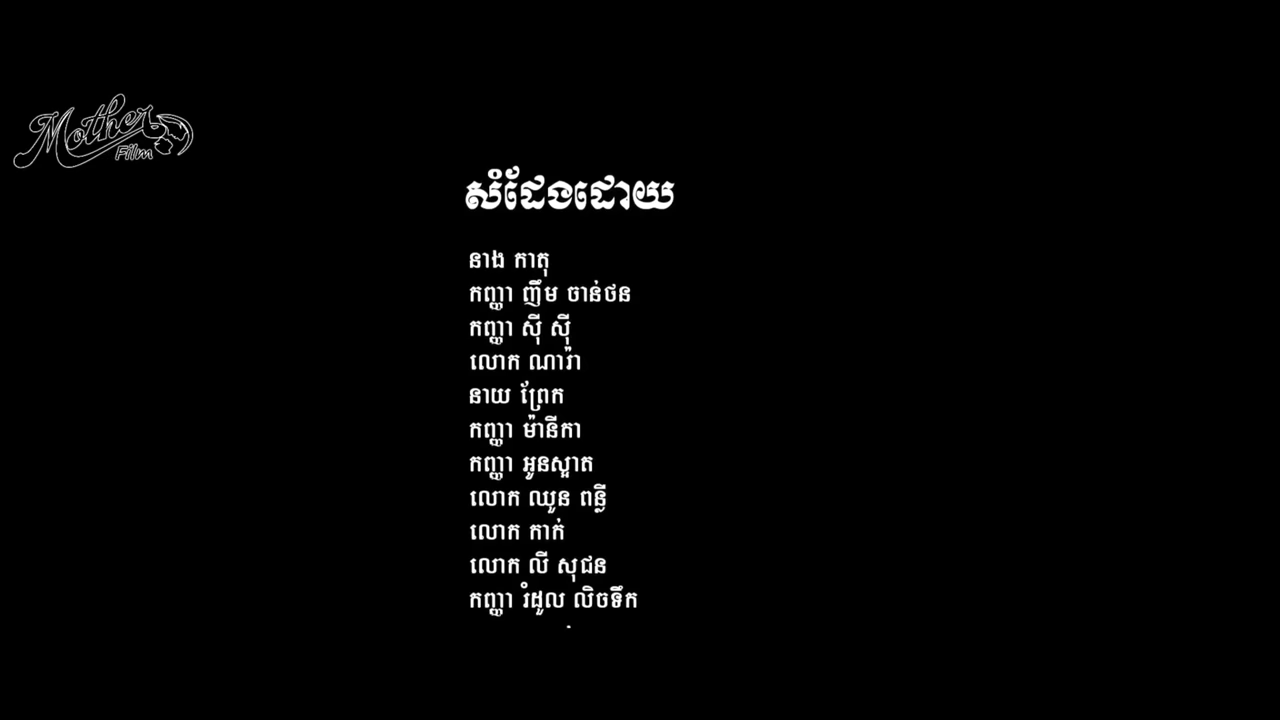 Mother
Film
សំដែងដោយ
នាង កាតុ
កញ្ញា ញឹម ចាន់ថន
កញ្ញា ស៊ី ស៊ី
លោក ណារ៉ា
នាយ ព្រែក
កញ្ញា ម៉ានីកា
កញ្ញា អូនស្អាត
លោក ឈួន ពន្លឺ
លោក កាក់
លោក លី សុជន
កញ្ញា រំដួល លិចទឹក